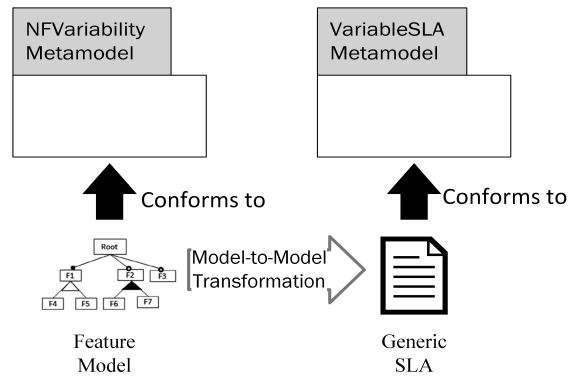 NFVariability
Metamodel
VariableSLA
Metamodel
Conforms to
Conforms to
Root
F1
F2
F3
F4
F5
F6
F7
Model-to-Model
Transformation
Feature
Model
Generic
SLA